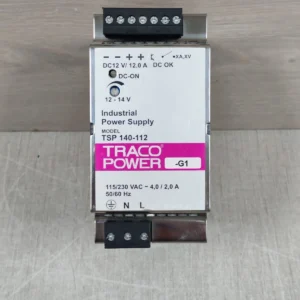 − − + + DC OK
DC12 V/ 12.0 A
DC-ON
12 - 14 V
Industrial
Power Supply
MODEL
TSP 140-112
TRACO
POWER
-G1
115/230 VAC ~ 4,0 / 2,0 A
50/60 Hz
N L